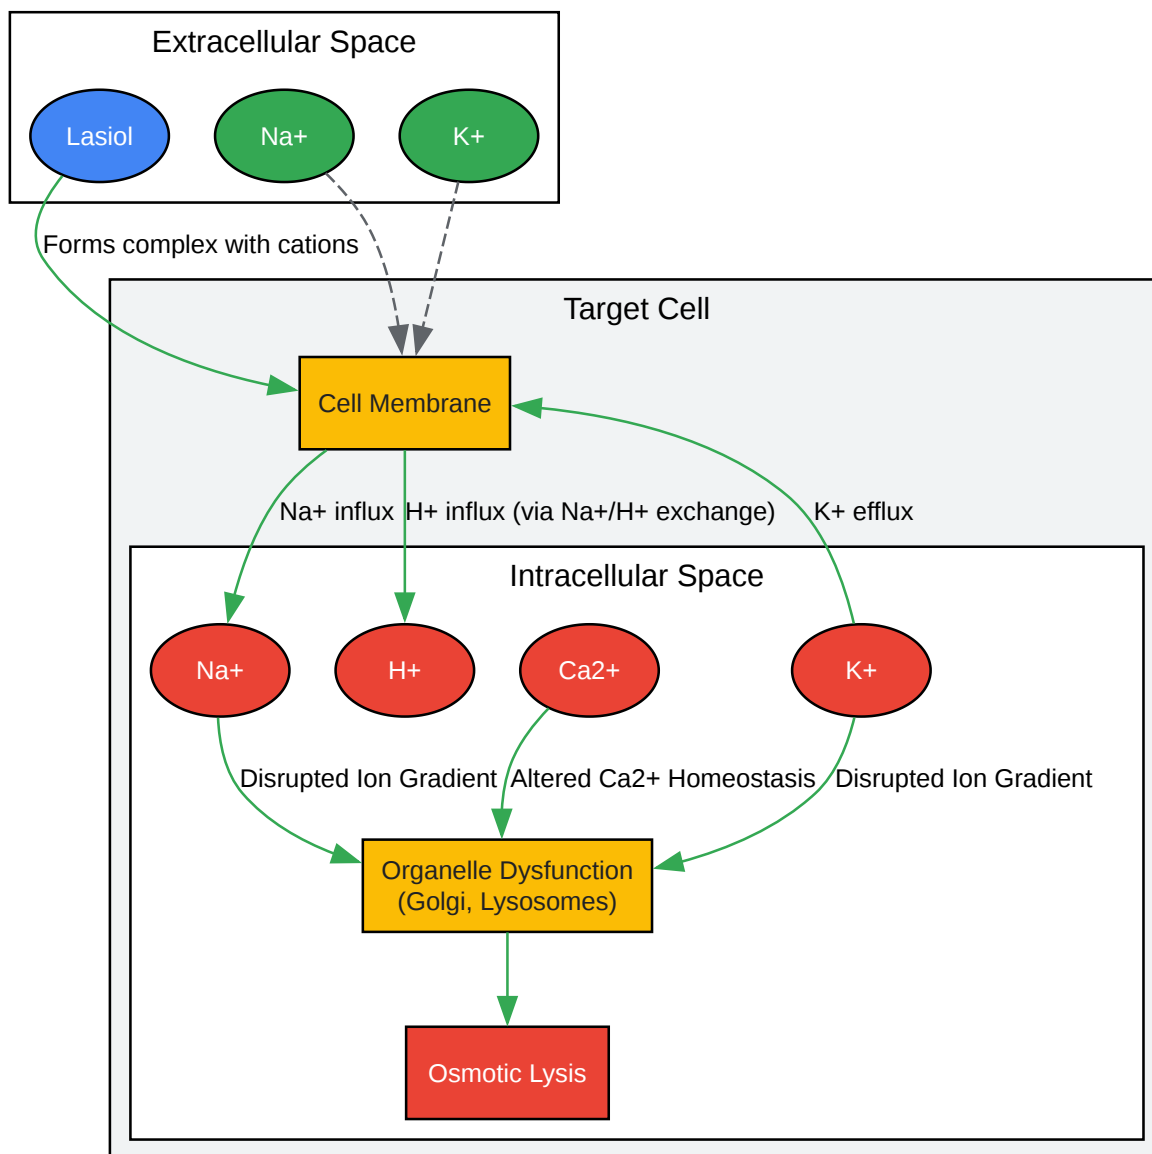 Extracellular Space
Lasiol
Na+
K+
Forms complex with cations
Target Cell
Cell Membrane
Na+ influx
H+ influx (via Na+/H+ exchange)
K+ efflux
Intracellular Space
Na+
H+
Ca2+
K+
Disrupted Ion Gradient
Altered Ca2+ Homeostasis
Disrupted Ion Gradient
Organelle Dysfunction
(Golgi, Lysosomes)
Osmotic Lysis